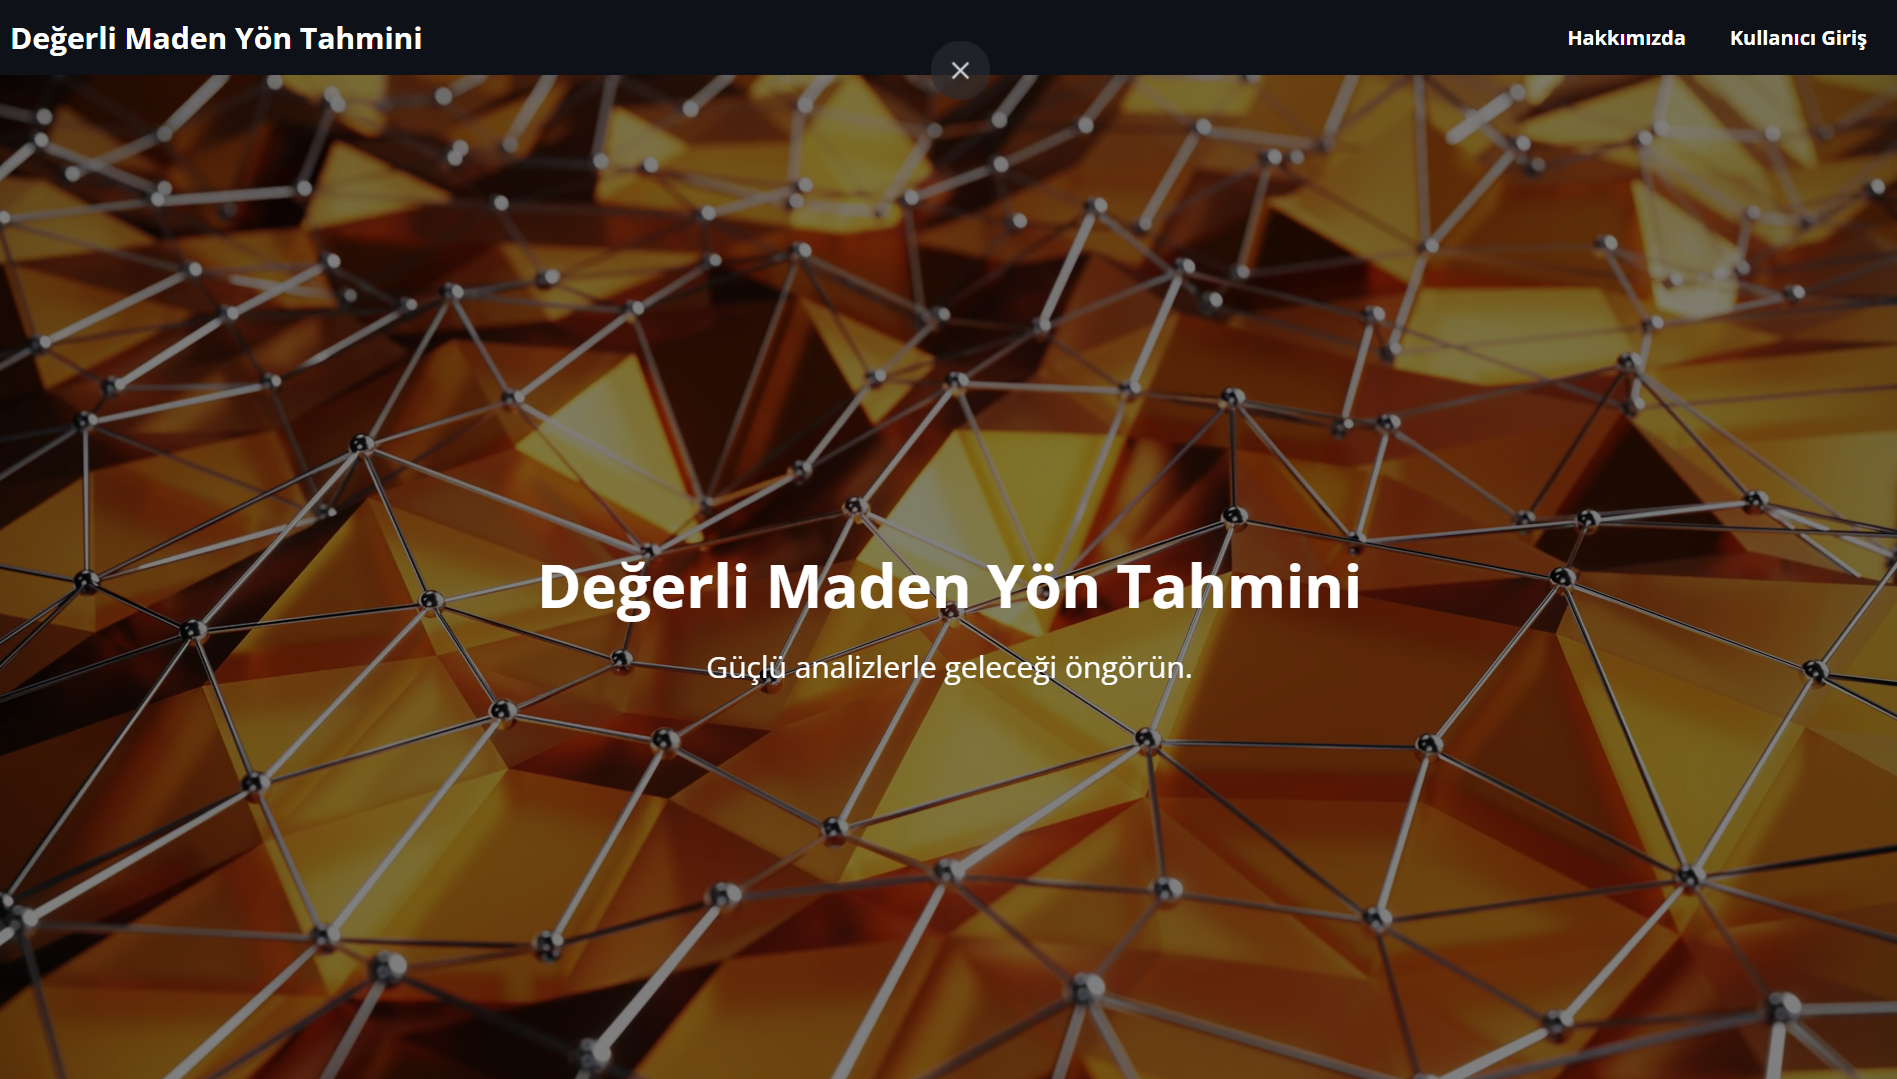 Değerli Maden Yön Tahmini
Hakkımızda
Kullanıcı Giriş
Değerli Maden Yön Tahmini
Güçlü analizlerle geleceği öngörün.